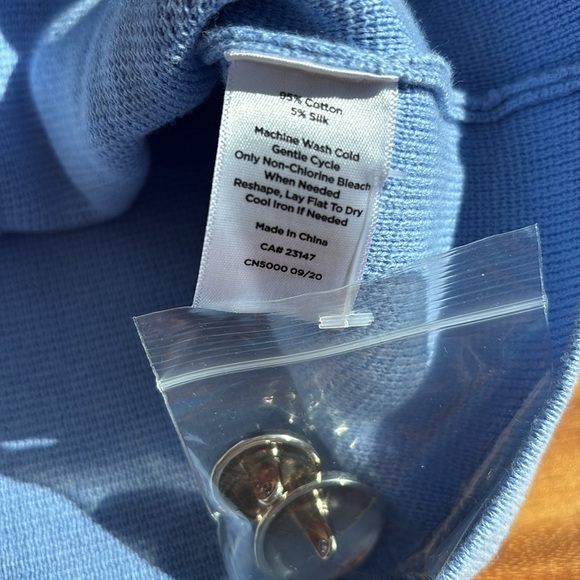 95% Cotton
5% Silk
Machine Wash Cold
Gentle Cycle
Only Non-Chlorine Bleach
When Needed
Reshape, Lay Flat To Dry
Cool Iron If Needed
Made in China
CA# 23147
CN5000 09/20